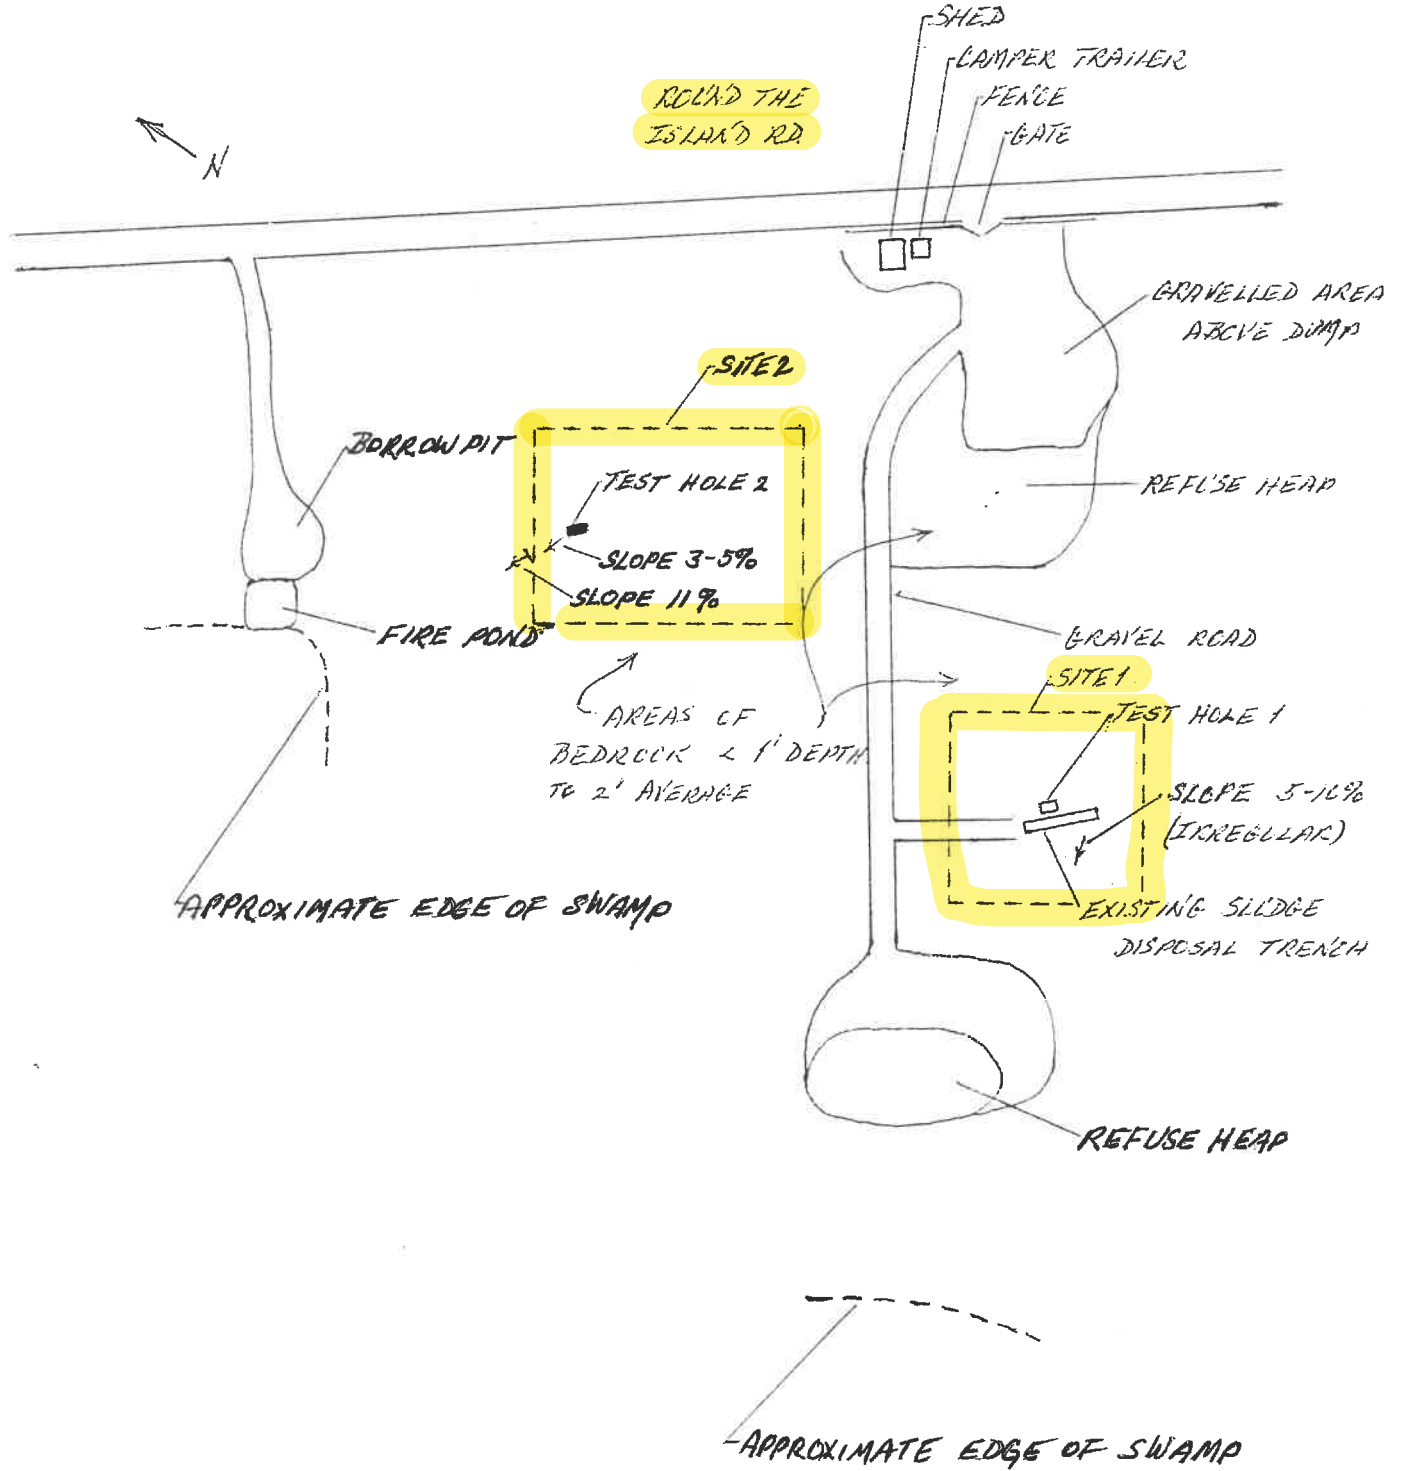 SHED
CAMPER TRAILER
FENCE
GATE
ROUND THE
ISLAND RD.
N
GRAVELLED AREA
ABOVE DUMP
SITE 2
BORROW PIT
TEST HOLE 2
REFUSE HEAP
SLOPE 3-5%
SLOPE 11%
FIRE POND
GRAVEL ROAD
SITE 1
AREAS OF
BEDROCK < 1' DEPTH
TO 2' AVERAGE
TEST HOLE 1
SLOPE 5-10%
(IRREGULAR)
APPROXIMATE EDGE OF SWAMP
EXISTING SLUDGE
DISPOSAL TRENCH
REFUSE HEAP
APPROXIMATE EDGE OF SWAMP